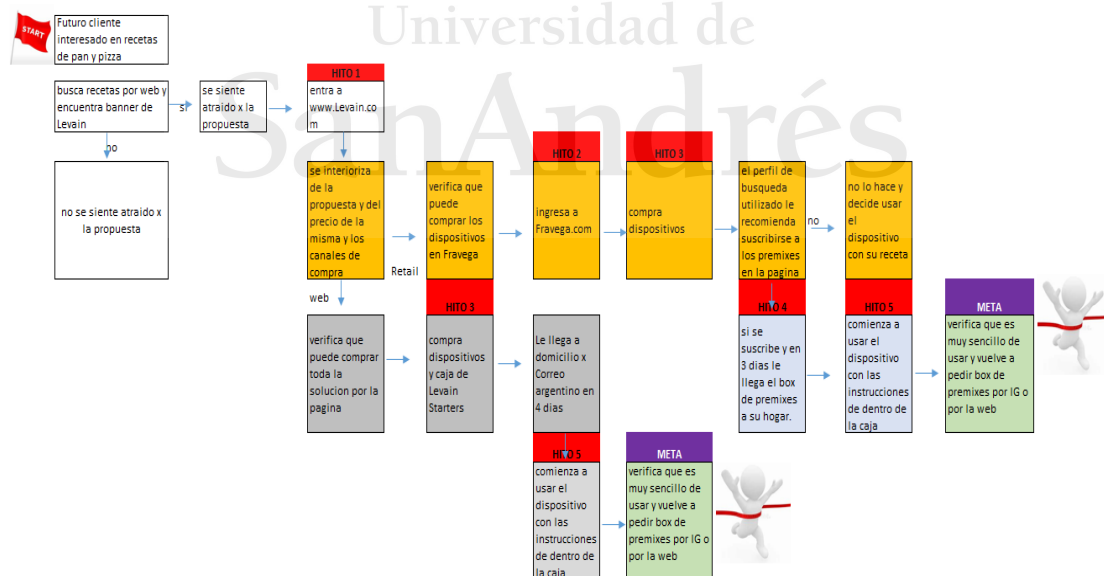 Universidad de
SanAndrés
START
Futuro cliente
interesado en recetas
de pan y pizza
busca recetas por web y
encuentra banner de
Levain
si
se siente
atraido x la
propuesta
HITO 1
entra a
www.Levain.co
m
no
no se siente atraido x
la propuesta
se interioriza
de la
propuesta y del
precio de la
misma y los
canales de
compra
Retail
verifica que
puede
comprar los
dispositivos
en Fravega
HITO 2
ingresa a
Fravega.com
HITO 3
compra
dispositivos
el perfil de
busqueda
utilizado le
recomienda
suscribirse a
los premixes
en la pagina
no
no lo hace y
decide usar
el
dispositivo
con su receta
web
verifica que
puede comprar
toda la
solucion por la
pagina
HITO 3
compra
dispositivos
y caja de
Levain
Starters
Le llega a
domicilio x
Correo
argentino en
4 dias
HITO 4
si se
suscribe y en
3 dias le
llega el box
de premixes
a su hogar.
HITO 5
comienza a
usar el
dispositivo
con las
instrucciones
de dentro de
la caja
META
verifica que es
muy sencillo de
usar y vuelve a
pedir box de
premixes por IG o
por la web
HITO 5
comienza a
usar el
dispositivo
con las
instrucciones
de dentro de
la caja
META
verifica que es
muy sencillo de
usar y vuelve a
pedir box de
premixes por IG o
por la web